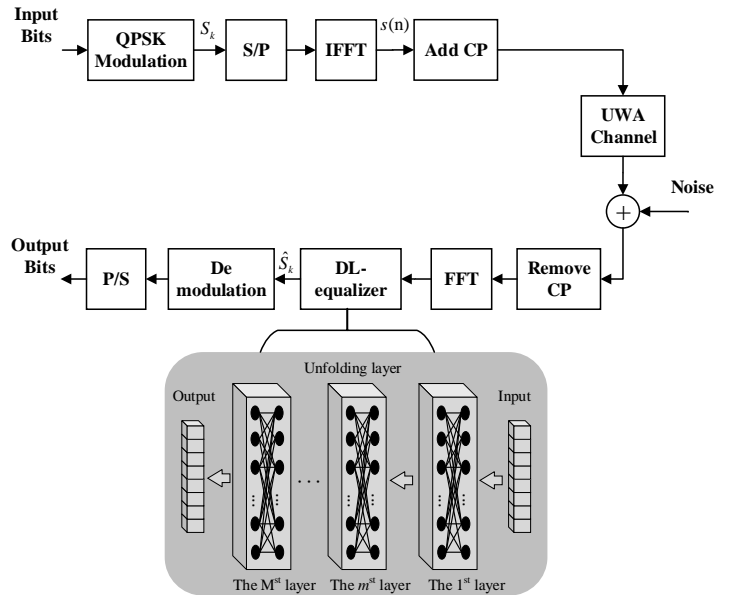 Input
Bits
QPSK
Modulation
S_k
S/P
IFFT
s(n)
Add CP
UWA
Channel
Noise
+
Output
Bits
P/S
De
modulation
Ŝ_k
DL-
equalizer
FFT
Remove
CP
Unfolding layer
Output
Input
. . .
The M^st layer
The m^st layer
The 1^st layer